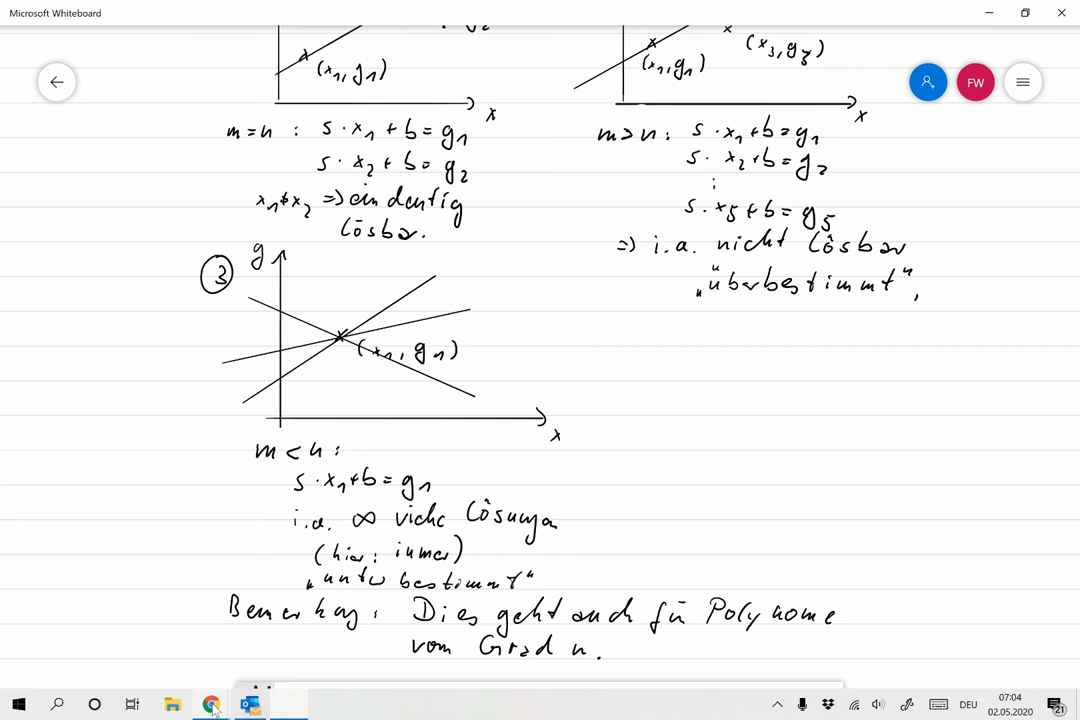 Microsoft Whiteboard
FW
(x₁, y₁)
x
m = n : s · x₁ + b = y₁
s · x₂ + b = y₂
x₁ ≠ x₂ ⇒ eindeutig
lösbar.
(x₁, y₁)
(x₃, y₃)
x
m > n : s · x₁ + b = y₁
s · x₂ + b = y₂
⋮
s · x₅ + b = y₅
⇒ i.a. nicht lösbar
„überbestimmt",
③
y
(x₁, y₁)
x
m < n :
s · x₁ + b = y₁
i.a. ∞ viele Lösungen
(hier: immer)
„unterbestimmt"
Bemerkung : Dies geht auch für Polynome
vom Grad n.
DEU
07:04
02.05.2020
21